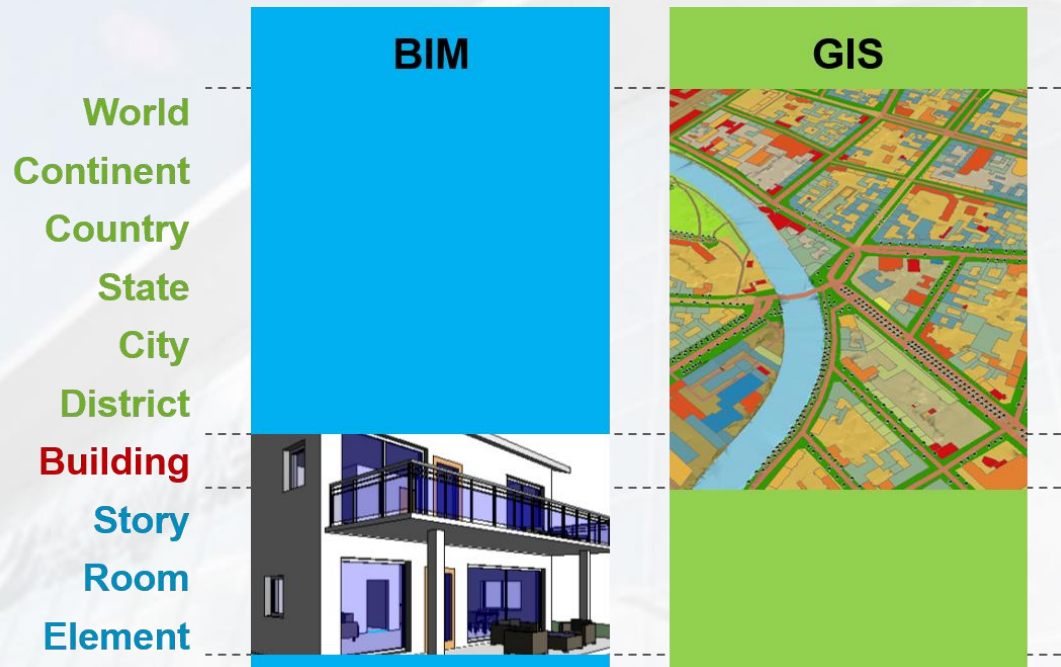 BIM
GIS
World
Continent
Country
State
City
District
Building
Story
Room
Element